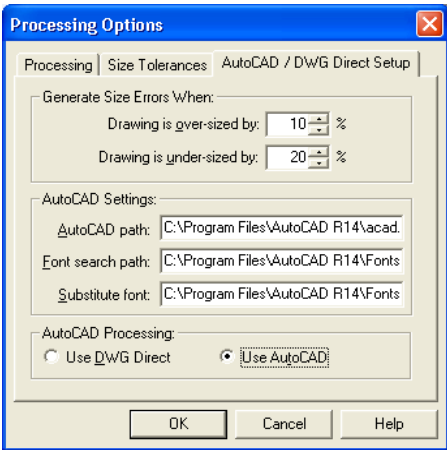 Processing Options
Processing Size Tolerances AutoCAD / DWG Direct Setup
Generate Size Errors When:
Drawing is over-sized by: 10 %
Drawing is under-sized by: 20 %
AutoCAD Settings:
AutoCAD path: C:\Program Files\AutoCAD R14\acad.
Font search path: C:\Program Files\AutoCAD R14\Fonts
Substitute font: C:\Program Files\AutoCAD R14\Fonts
AutoCAD Processing:
Use DWG Direct Use AutoCAD
OK Cancel Help